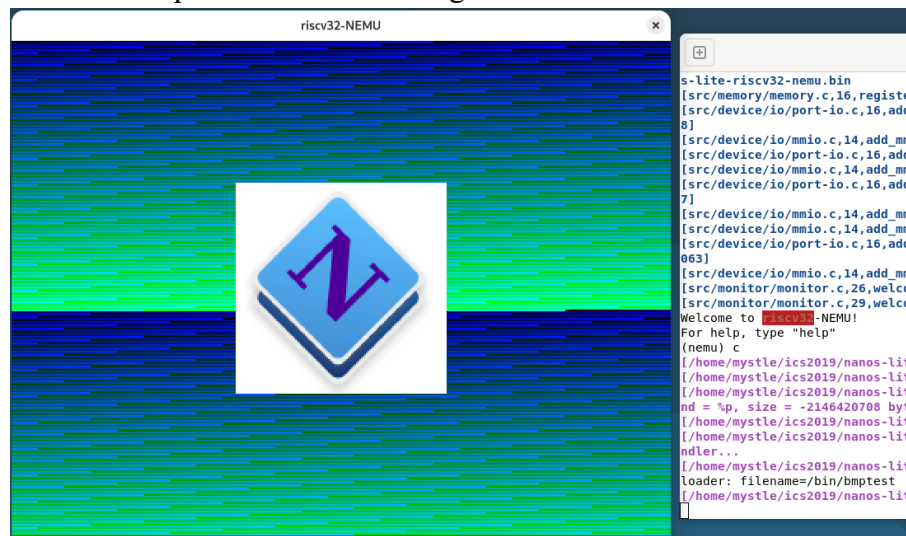 riscv32-NEMU
N
s-lite-riscv32-nemu.bin
[src/memory/memory.c,16,registe
[src/device/io/port-io.c,16,add
8]
[src/device/io/mmio.c,14,add_mm
[src/device/io/port-io.c,16,add
[src/device/io/mmio.c,14,add_mm
[src/device/io/port-io.c,16,add
7]
[src/device/io/mmio.c,14,add_mm
[src/device/io/mmio.c,14,add_mm
[src/device/io/port-io.c,16,add
063]
[src/device/io/mmio.c,14,add_mm
[src/monitor/monitor.c,26,welco
[src/monitor/monitor.c,29,welco
Welcome to riscv32-NEMU!
For help, type "help"
(nemu) c
[/home/mystle/ics2019/nanos-lit
[/home/mystle/ics2019/nanos-lit
[/home/mystle/ics2019/nanos-lit
nd = %p, size = -2146420708 byt
[/home/mystle/ics2019/nanos-lit
[/home/mystle/ics2019/nanos-lit
ndler...
[/home/mystle/ics2019/nanos-lit
loader: filename=/bin/bmptest
[/home/mystle/ics2019/nanos-lit